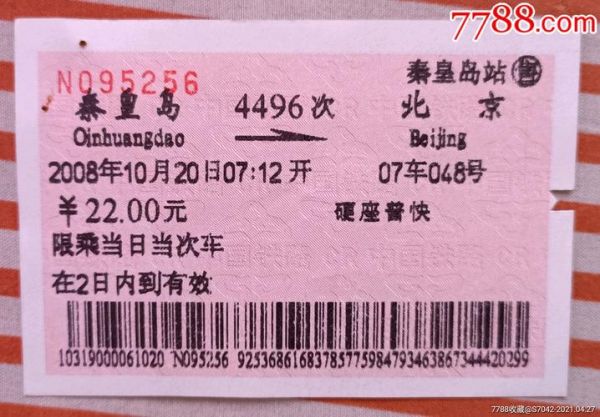 7788.com
N095256
秦皇岛站售
秦皇岛 4496次 北京
Qinhuangdao Beijing
2008年10月20日07:12开 07车048号
￥22.00元 硬座普快
限乘当日当次车
在2日内到有效
10319000061020 N095256 92536861683785775984793463867344420299
7788收藏@S7042-2021.04.27